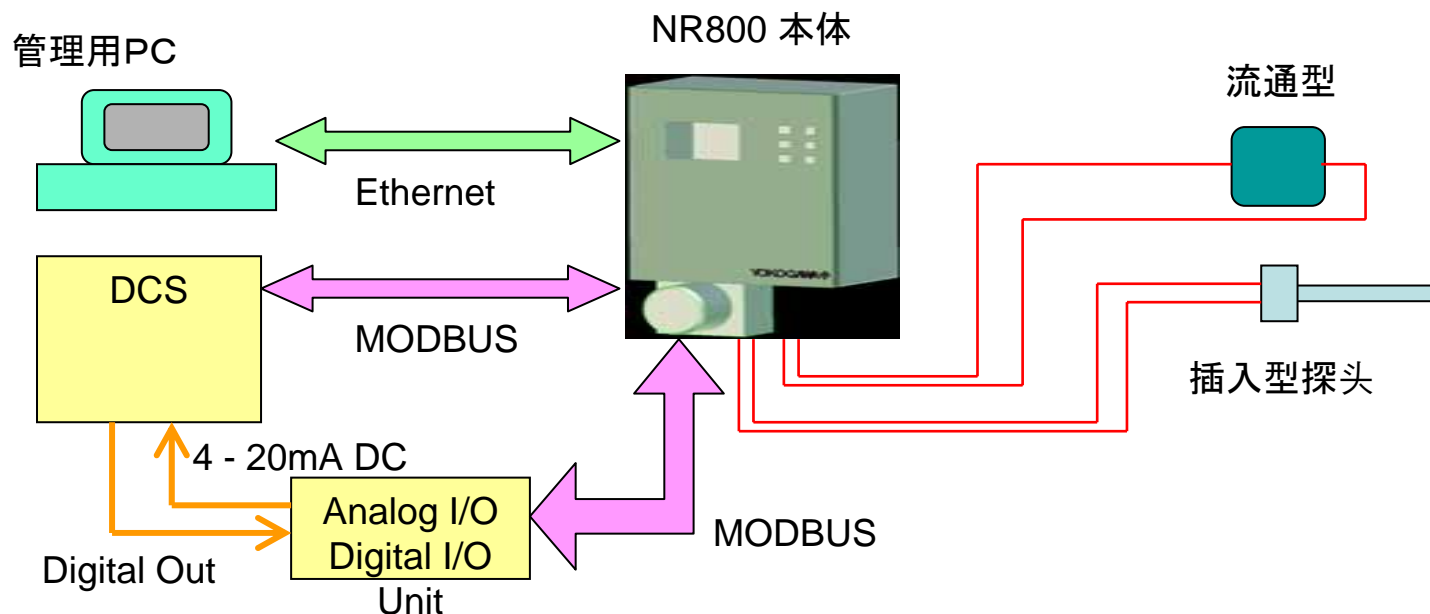 NR800 本体
管理用PC
流通型
Ethernet
DCS
YOKOGAWA
MODBUS
插入型探头
4 - 20mA DC
Analog I/O
Digital I/O
Unit
MODBUS
Digital Out